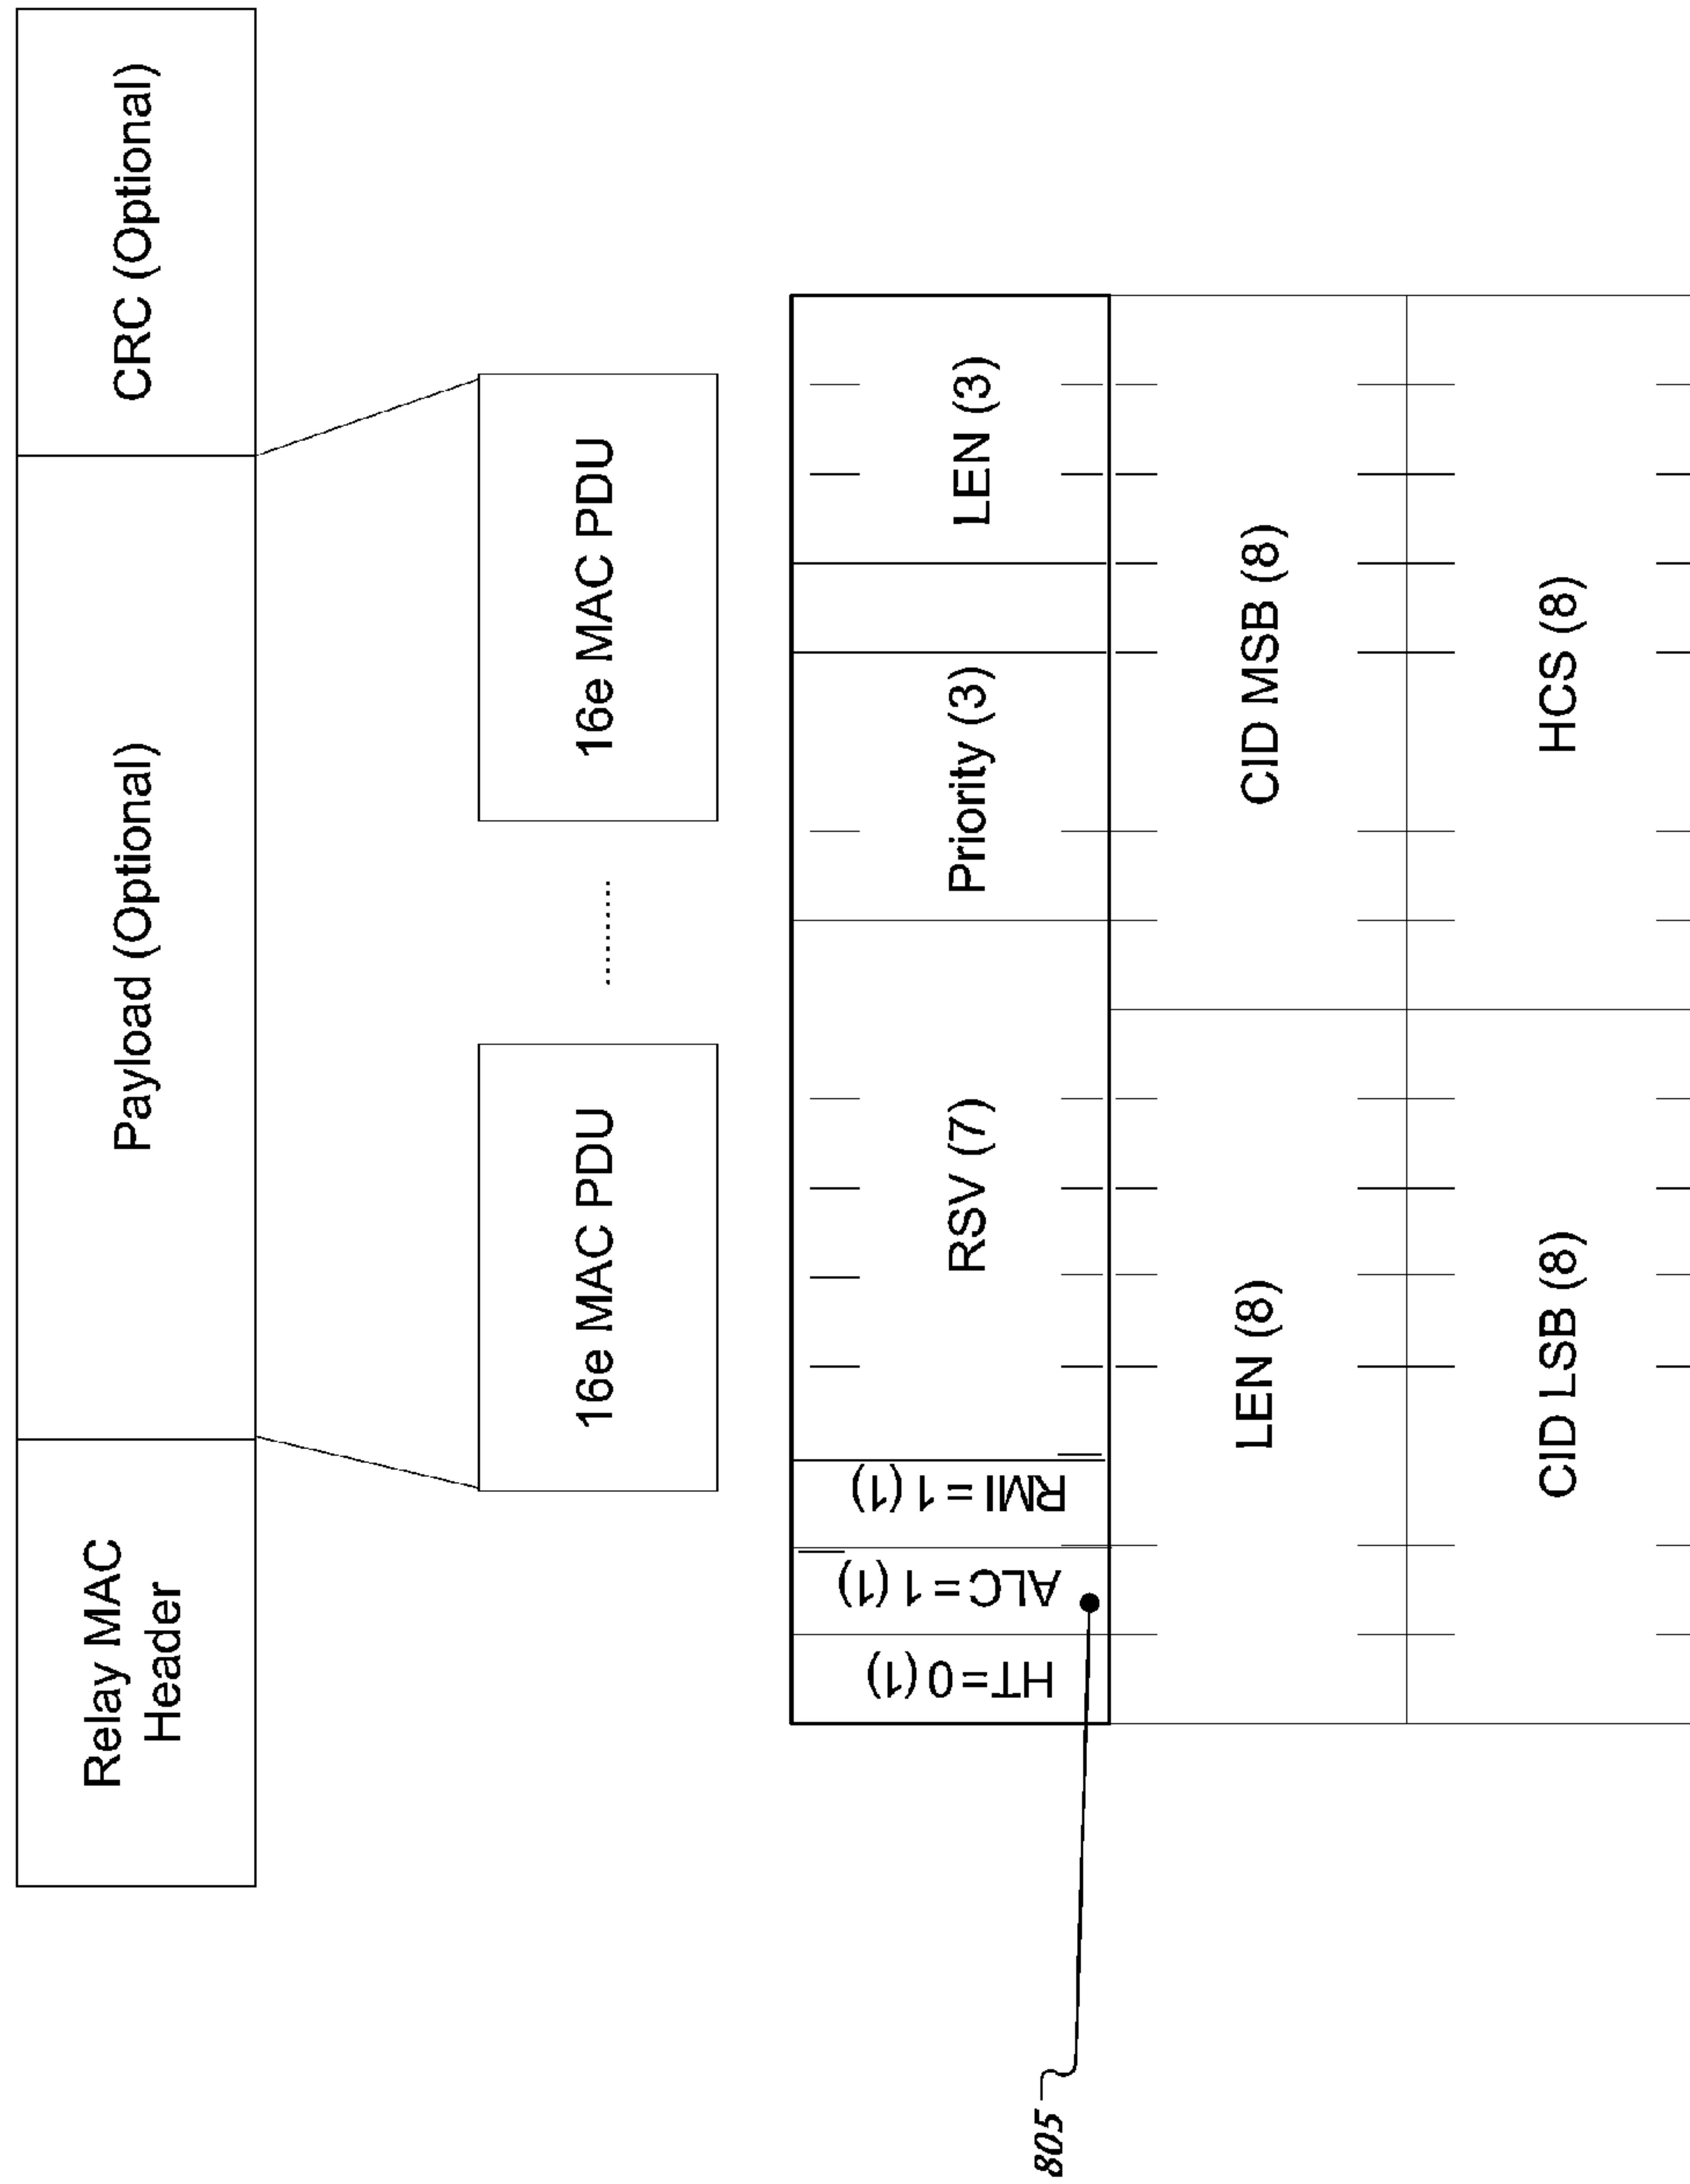 Relay MAC
Header
Payload (Optional)
CRC (Optional)
16e MAC PDU
........
16e MAC PDU
HT=0 (1)
ALC = 1 (1)
RMI = 1 (1)
RSV (7)
Priority (3)
LEN (3)
LEN (8)
CID MSB (8)
CID LSB (8)
HCS (8)
805